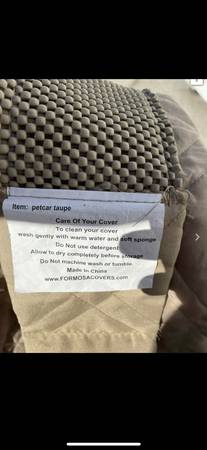 Item: petcar taupe
Care Of Your Cover
To clean your cover
wash gently with warm water and soft sponge
Do Not use detergent
Allow to dry completely before storage
Do Not machine wash or tumble
Made In China
www.FORMOSACOVERS.com